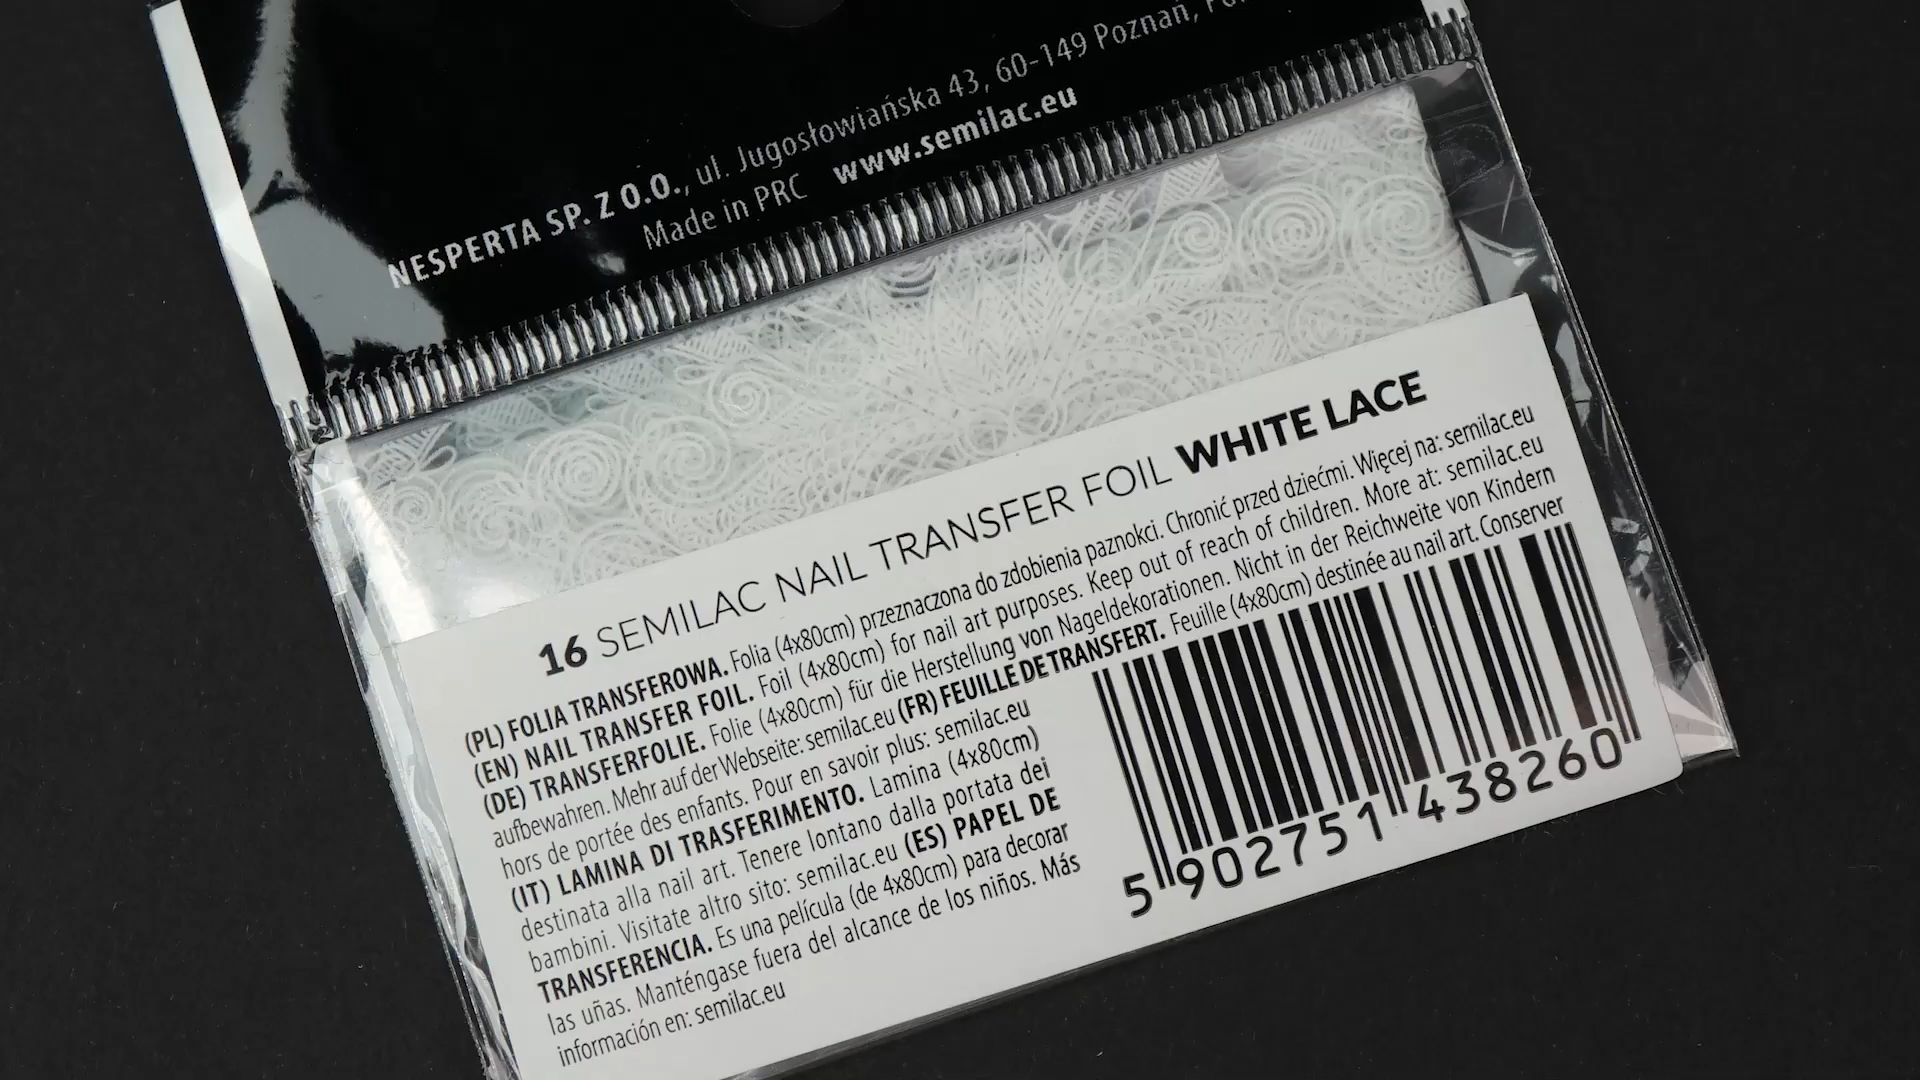 NESPERTA SP. Z O.O., ul. Jugosłowiańska 43, 60-149 Poznań,
Made in PRC www.semilac.eu
16 SEMILAC NAIL TRANSFER FOIL WHITE LACE
(PL) FOLIA TRANSFEROWA. Folia (4x80cm) przeznaczona do zdobienia paznokci. Chronić przed dziećmi. Więcej na: semilac.eu
(EN) NAIL TRANSFER FOIL. Foil (4x80cm) for nail art purposes. Keep out of reach of children. More at: semilac.eu
(DE) TRANSFERFOLIE. Folie (4x80cm) für die Herstellung von Nageldekorationen. Nicht in der Reichweite von Kindern
aufbewahren. Mehr auf der Webseite: semilac.eu (FR) FEUILLE DE TRANSFERT. Feuille (4x80cm) destinée au nail art. Conserver
hors de portée des enfants. Pour en savoir plus: semilac.eu
(IT) LAMINA DI TRASFERIMENTO. Lamina (4x80cm)
destinata alla nail art. Tenere lontano dalla portata dei
bambini. Visitate altro sito: semilac.eu (ES) PAPEL DE
TRANSFERENCIA. Es una película (de 4x80cm) para decorar
las uñas. Manténgase fuera del alcance de los niños. Más
información en: semilac.eu
5 902751 438260